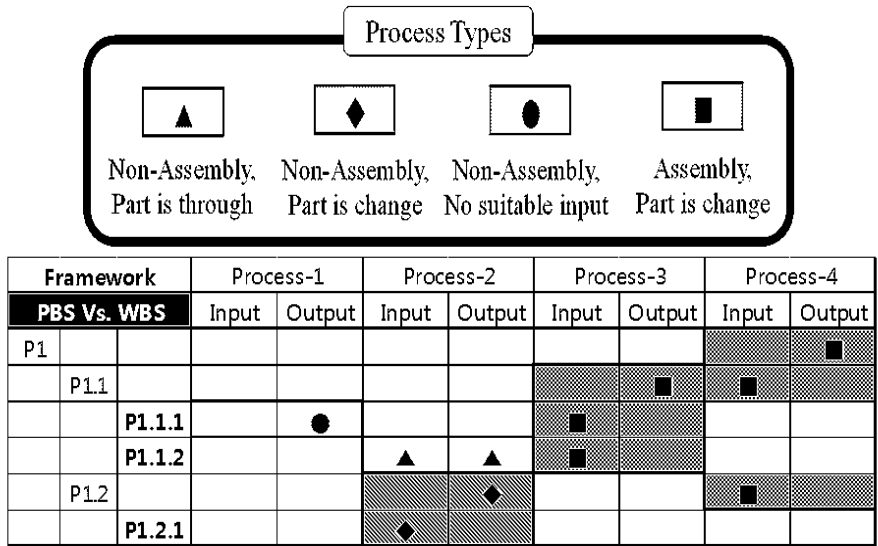 Process Types
Non-Assembly, Part is through
Non-Assembly, Part is change
Non-Assembly, No suitable input
Assembly, Part is change
Framework Process-1 Process-2 Process-3 Process-4
PBS Vs. WBS Input Output Input Output Input Output Input Output
P1
P1.1
P1.1.1
P1.1.2
P1.2
P1.2.1